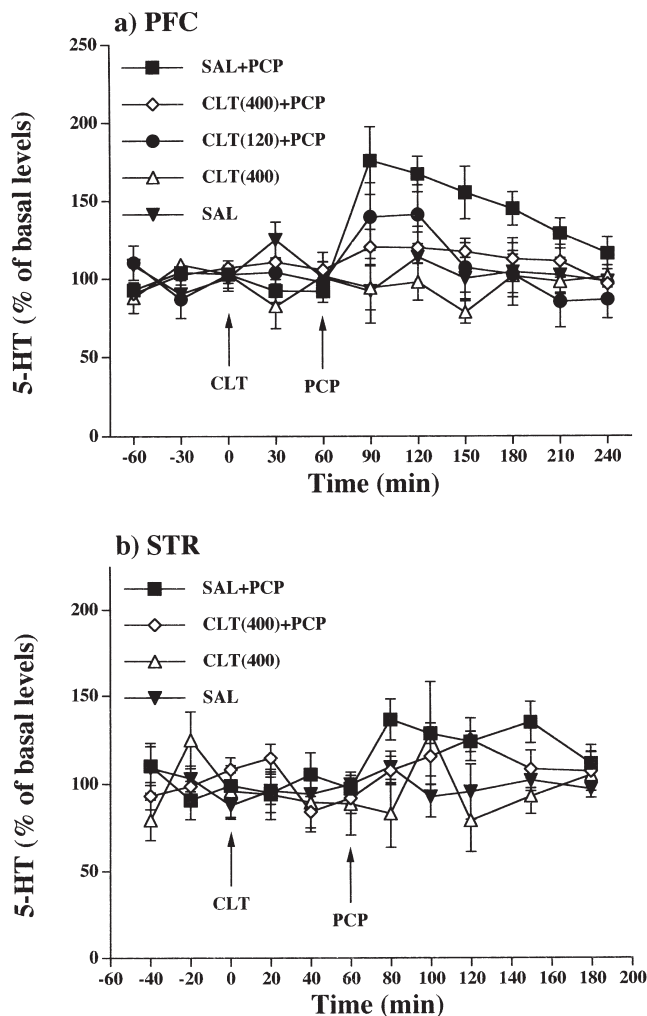 a) PFC
250
200
150
100
50
0
5-HT (% of basal levels)
SAL+PCP
CLT(400)+PCP
CLT(120)+PCP
CLT(400)
SAL
CLT
PCP
-60 -30 0 30 60 90 120 150 180 210 240
Time (min)
b) STR
200
150
100
50
0
5-HT (% of basal levels)
SAL+PCP
CLT(400)+PCP
CLT(400)
SAL
CLT
PCP
-60 -40 -20 0 20 40 60 80 100 120 140 160 180 200
Time (min)